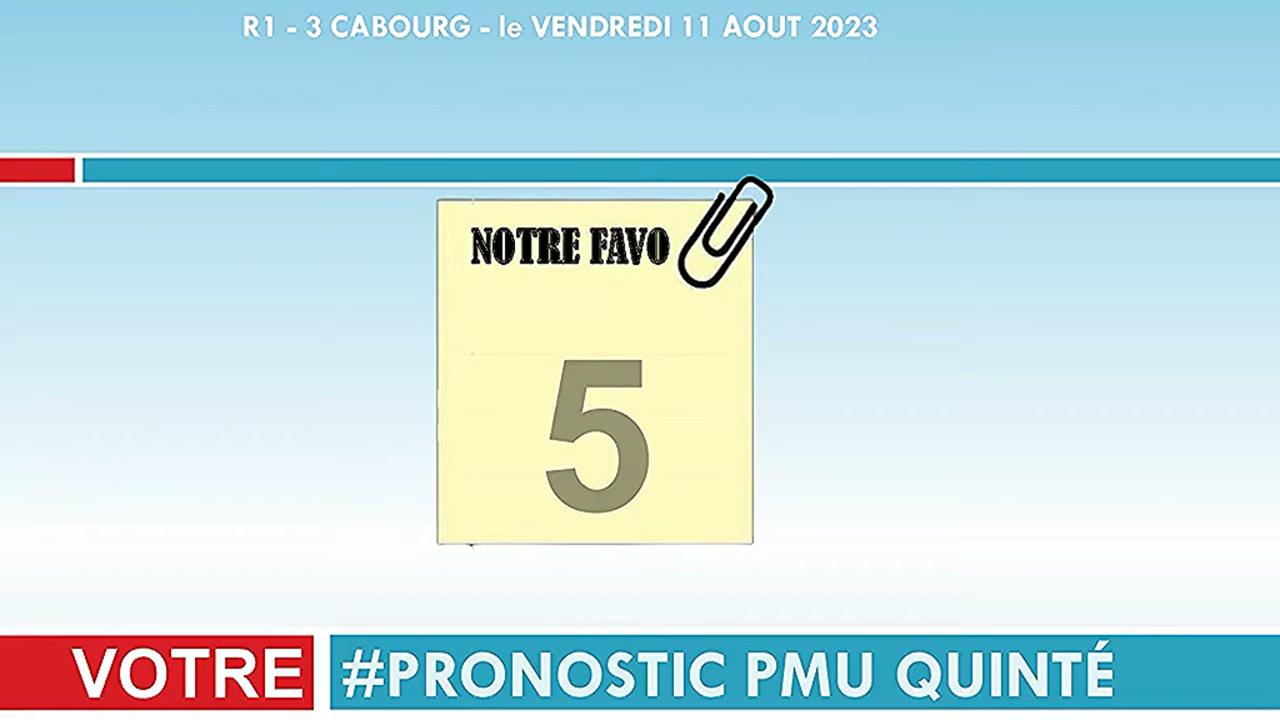 R1 - 3 CABOURG - le VENDREDI 11 AOUT 2023
NOTRE FAVO
5
VOTRE #PRONOSTIC PMU QUINTÉ